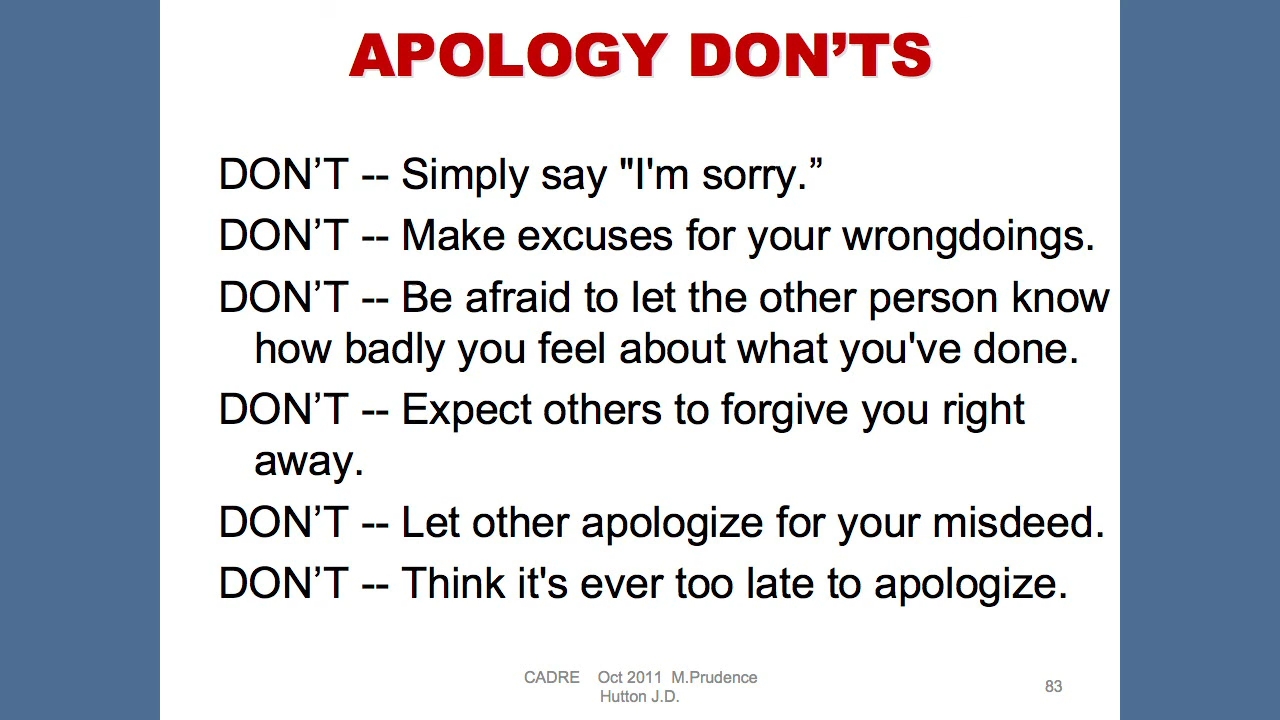 APOLOGY DON’TS
DON’T -- Simply say "I'm sorry.”
DON’T -- Make excuses for your wrongdoings.
DON’T -- Be afraid to let the other person know
how badly you feel about what you've done.
DON’T -- Expect others to forgive you right
away.
DON’T -- Let other apologize for your misdeed.
DON’T -- Think it's ever too late to apologize.
CADRE Oct 2011 M.Prudence
Hutton J.D.
83